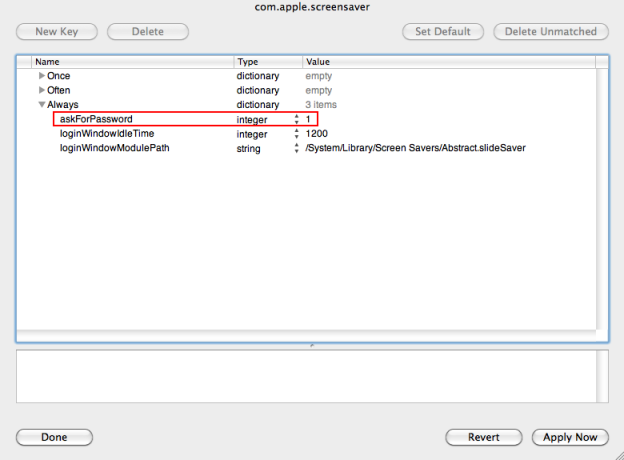 com.apple.screensaver
New Key Delete Set Default Delete Unmatched
Name Type Value
Once dictionary empty
Often dictionary empty
Always dictionary 3 items
askForPassword integer 1
loginWindowIdleTime integer 1200
loginWindowModulePath string /System/Library/Screen Savers/Abstract.slideSaver
Done Revert Apply Now